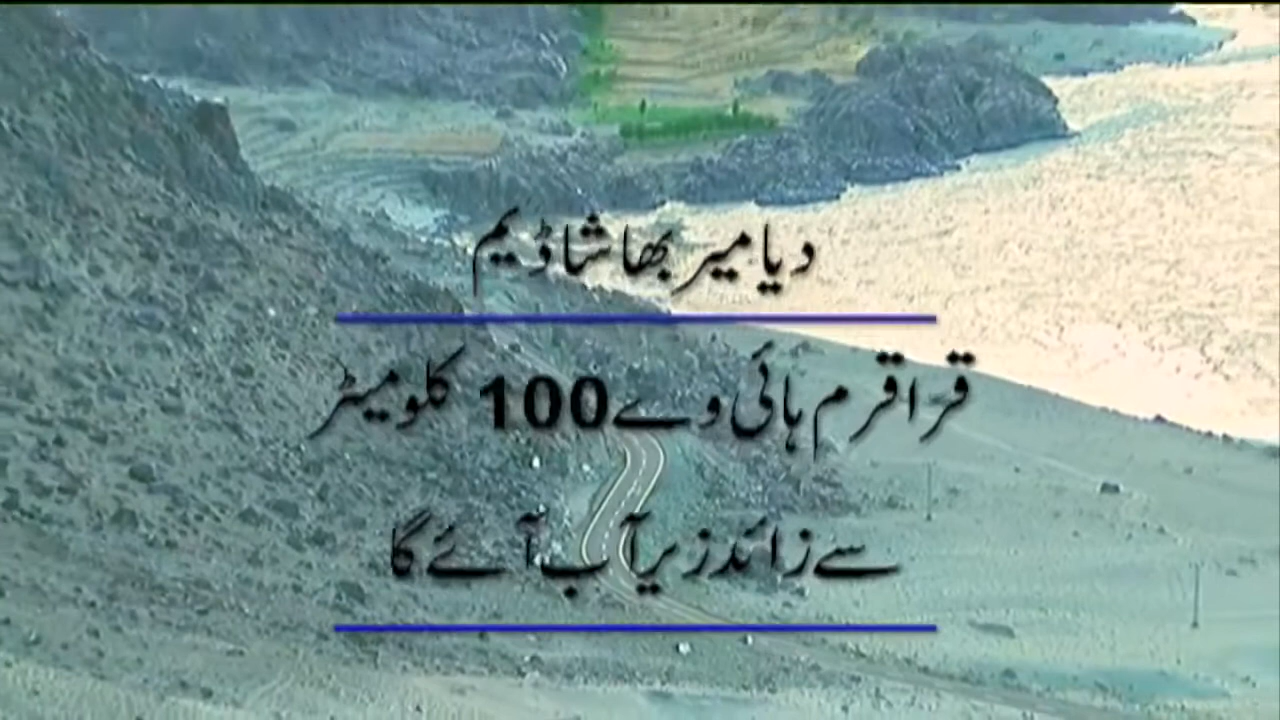 دیامیر بھاشا ڈیم
قراقرم ہائی وے 100 کلومیٹر
سے زائد زیر آب آئے گا